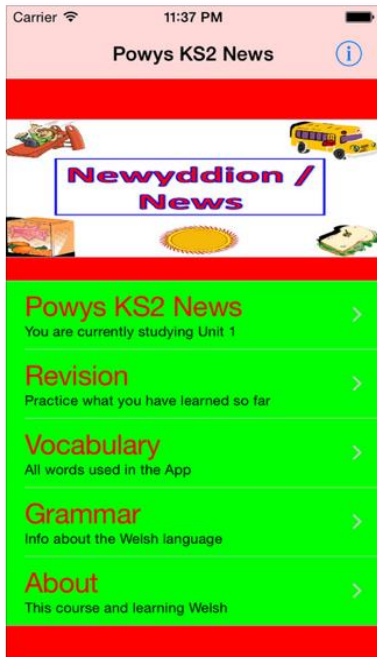 Carrier 11:37 PM
Powys KS2 News
Newyddion /
News
Powys KS2 News
You are currently studying Unit 1
Revision
Practice what you have learned so far
Vocabulary
All words used in the App
Grammar
Info about the Welsh language
About
This course and learning Welsh